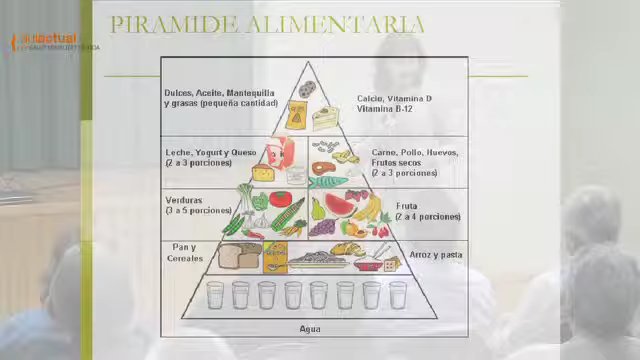 PIRAMIDE ALIMENTARIA
actual
Dulces, Aceite, Mantequilla
y grasas (pequeña cantidad)
Calcio, Vitamina D
Vitamina B-12
Leche, Yogurt y Queso
(2 a 3 porciones)
Carne, Pollo, Huevos,
Frutos secos
(2 a 3 porciones)
Verduras
(3 a 5 porciones)
Fruta
(2 a 4 porciones)
Pan y
Cereales
Arroz y pasta
Agua